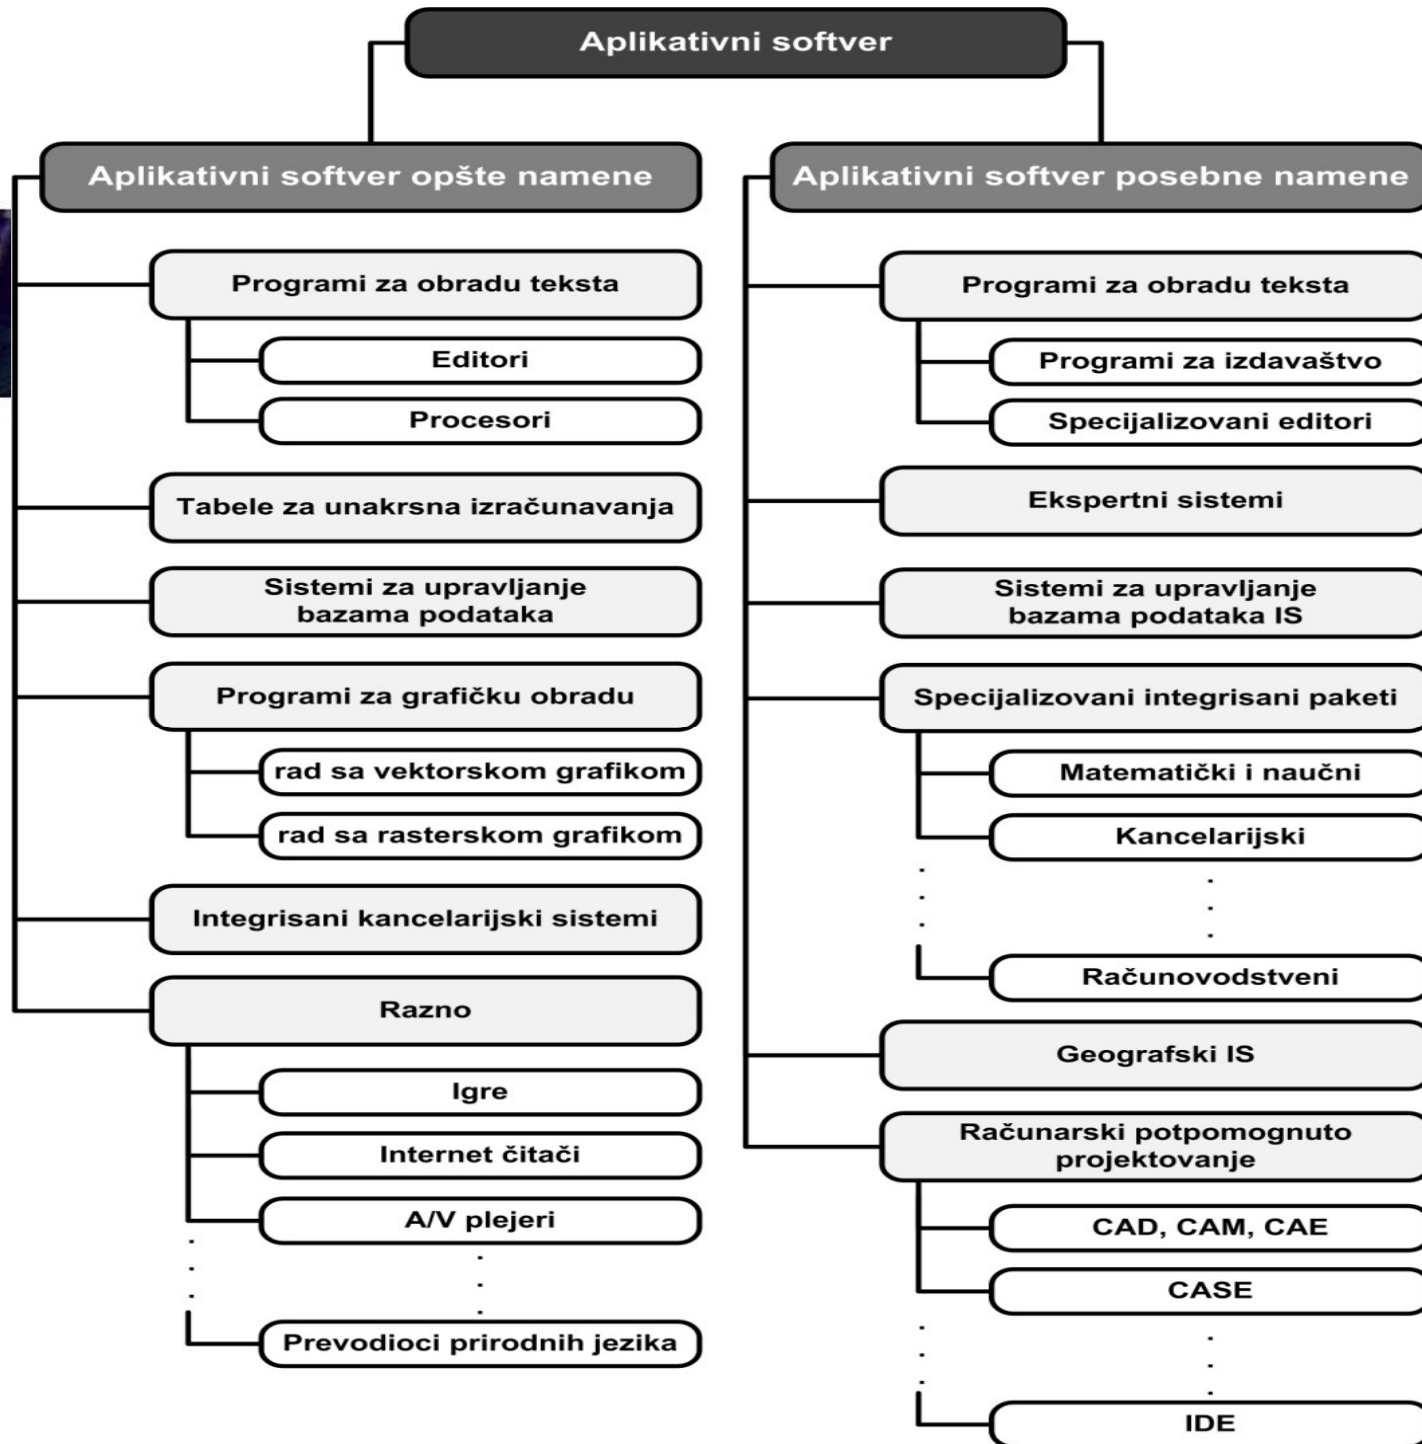 Aplikativni softver
Aplikativni softver opšte namene
Programi za obradu teksta
Editori
Procesori
Tabele za unakrsna izračunavanja
Sistemi za upravljanje
bazama podataka
Programi za grafičku obradu
rad sa vektorskom grafikom
rad sa rasterskom grafikom
Integrisani kancelarijski sistemi
Razno
Igre
Internet čitači
A/V plejeri
Prevodioci prirodnih jezika
Aplikativni softver posebne namene
Programi za obradu teksta
Programi za izdavaštvo
Specijalizovani editori
Ekspertni sistemi
Sistemi za upravljanje
bazama podataka IS
Specijalizovani integrisani paketi
Matematički i naučni
Kancelarijski
Računovodstveni
Geografski IS
Računarski potpomognuto
projektovanje
CAD, CAM, CAE
CASE
IDE